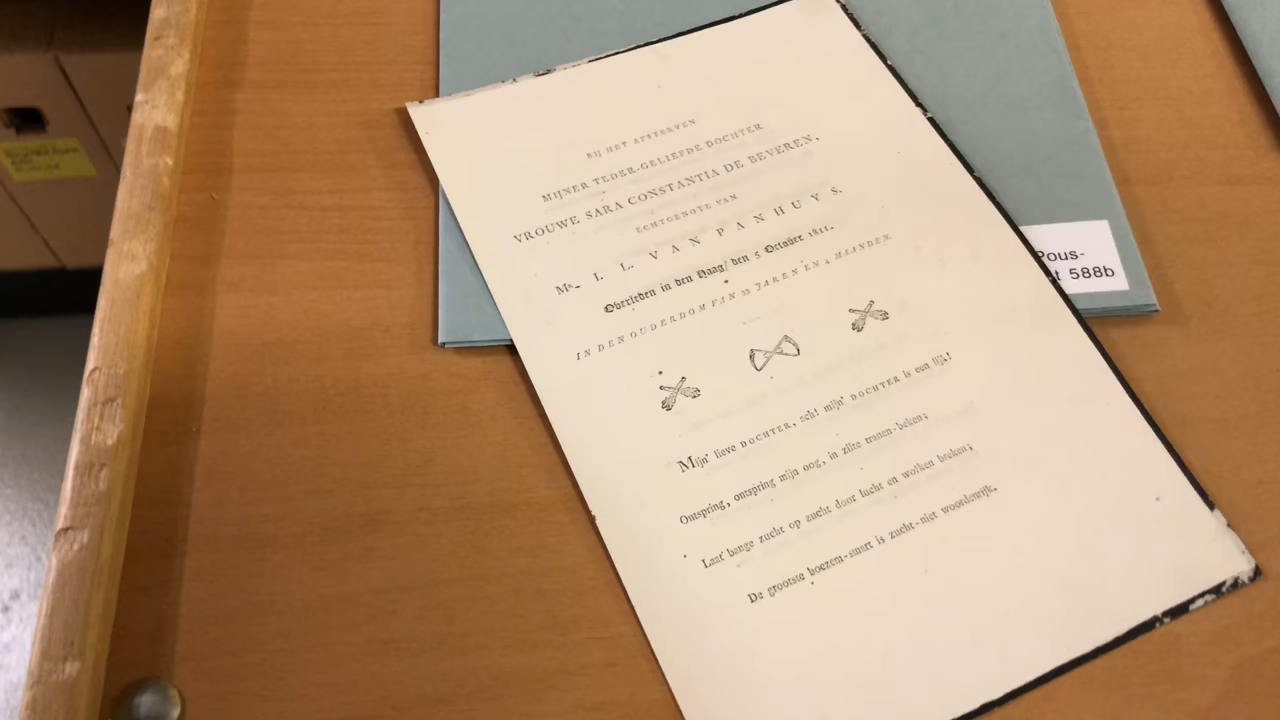 BIJ HET AFSTERVEN
MIJNER TEDER-GELIEFDE DOCHTER
VROUWE SARA CONSTANTIA DE BEVEREN,
ECHTGENOTE VAN
Mr. I. L. VAN PANHUYS.
Overleden in den Haag, den 5 October 1811.
IN DEN OUDERDOM VAN 23 JAREN EN 4 MAANDEN.
Mijn' lieve DOCHTER, ach! mijn' DOCHTER is een lijk!
Ontspring, ontspring mijn oog, in zilte tranen-beken;
Laat' bange zucht op zucht door lucht en wolken breken;
De grootste boezem-smart is zucht-niet woordenrijk.
Pous-
588b